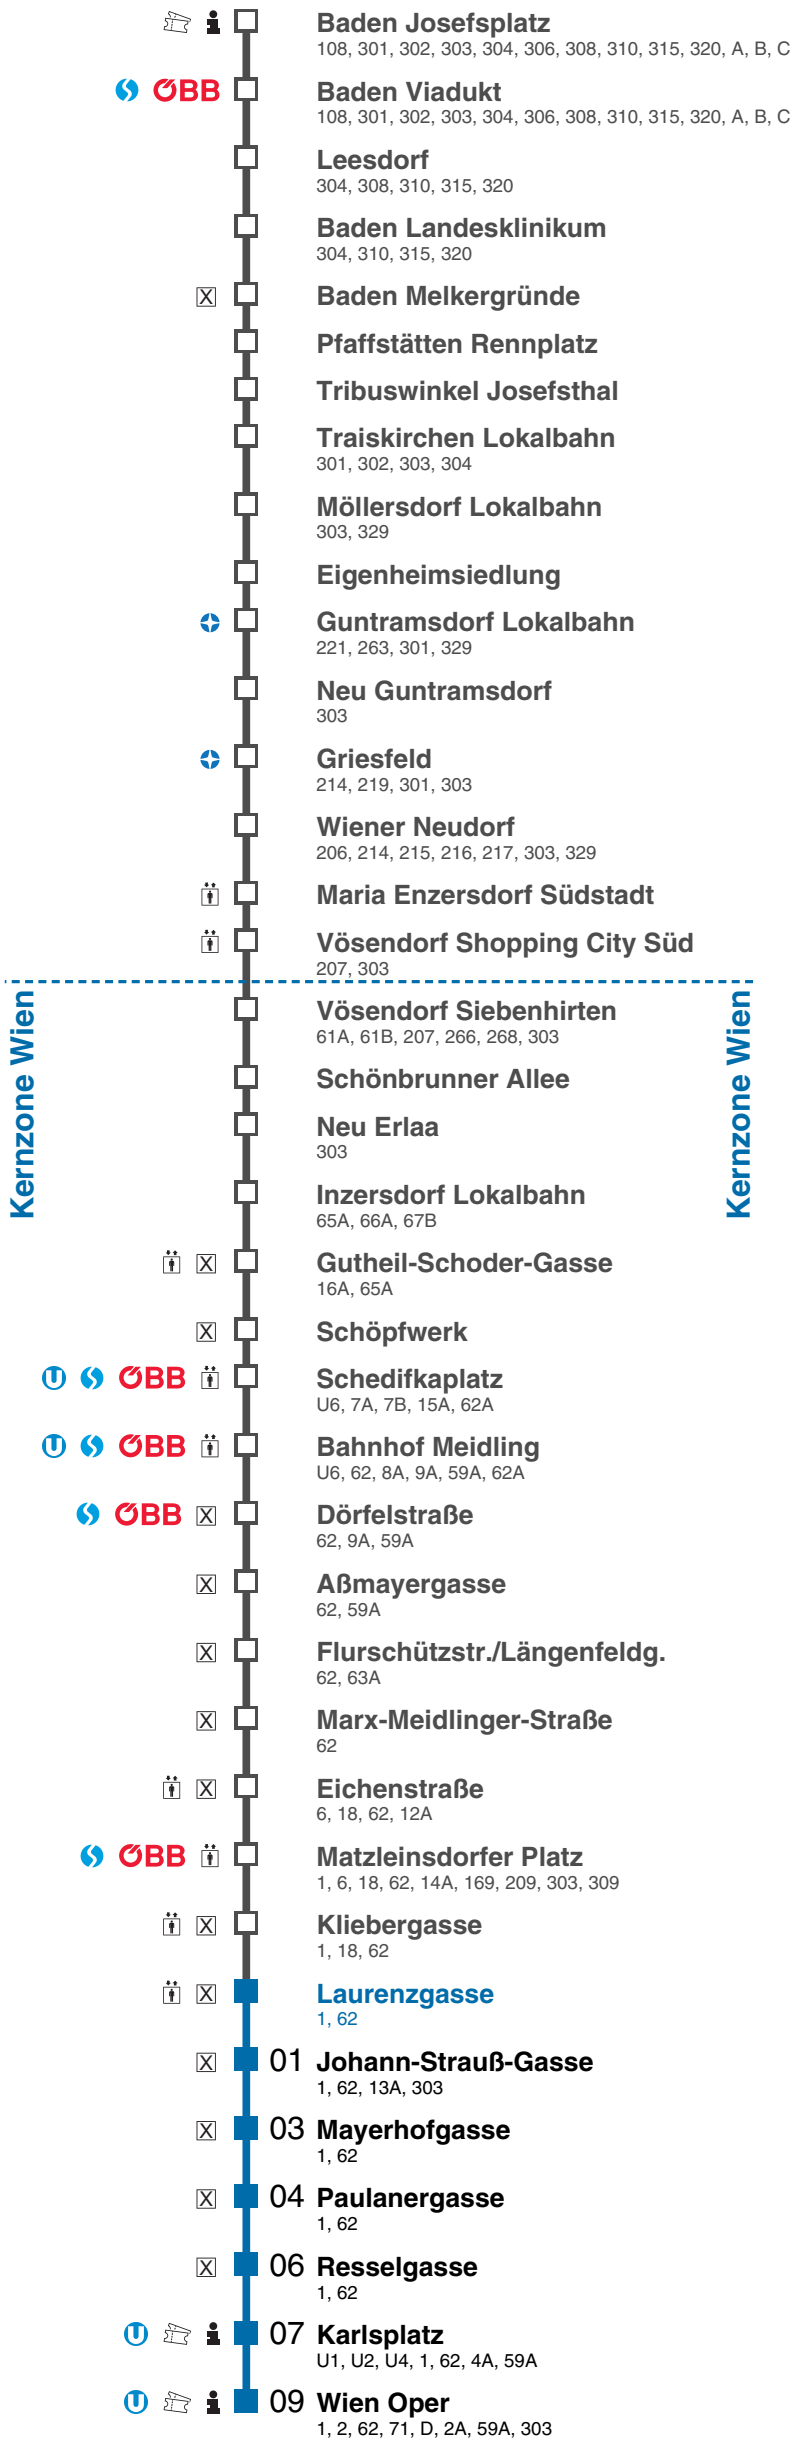 Baden Josefsplatz
108, 301, 302, 303, 304, 306, 308, 310, 315, 320, A, B, C
ÖBB
Baden Viadukt
108, 301, 302, 303, 304, 306, 308, 310, 315, 320, A, B, C
Leesdorf
304, 308, 310, 315, 320
Baden Landesklinikum
304, 310, 315, 320
X Baden Melkergründe
Pfaffstätten Rennplatz
Tribuswinkel Josefsthal
Traiskirchen Lokalbahn
301, 302, 303, 304
Möllersdorf Lokalbahn
303, 329
Eigenheimsiedlung
Guntramsdorf Lokalbahn
221, 263, 301, 329
Neu Guntramsdorf
303
Griesfeld
214, 219, 301, 303
Wiener Neudorf
206, 214, 215, 216, 217, 303, 329
Maria Enzersdorf Südstadt
Vösendorf Shopping City Süd
207, 303
Kernzone Wien
Kernzone Wien
Vösendorf Siebenhirten
61A, 61B, 207, 266, 268, 303
Schönbrunner Allee
Neu Erlaa
303
Inzersdorf Lokalbahn
65A, 66A, 67B
X Gutheil-Schoder-Gasse
16A, 65A
X Schöpfwerk
U ÖBB Schedifkaplatz
U6, 7A, 7B, 15A, 62A
U ÖBB Bahnhof Meidling
U6, 62, 8A, 9A, 59A, 62A
ÖBB X Dörfelstraße
62, 9A, 59A
X Aßmayergasse
62, 59A
X Flurschützstr./Längenfeldg.
62, 63A
X Marx-Meidlinger-Straße
62
X Eichenstraße
6, 18, 62, 12A
ÖBB Matzleinsdorfer Platz
1, 6, 18, 62, 14A, 169, 209, 303, 309
X Kliebergasse
1, 18, 62
X Laurenzgasse
1, 62
X 01 Johann-Strauß-Gasse
1, 62, 13A, 303
X 03 Mayerhofgasse
1, 62
X 04 Paulanergasse
1, 62
X 06 Resselgasse
1, 62
U 07 Karlsplatz
U1, U2, U4, 1, 62, 4A, 59A
U 09 Wien Oper
1, 2, 62, 71, D, 2A, 59A, 303